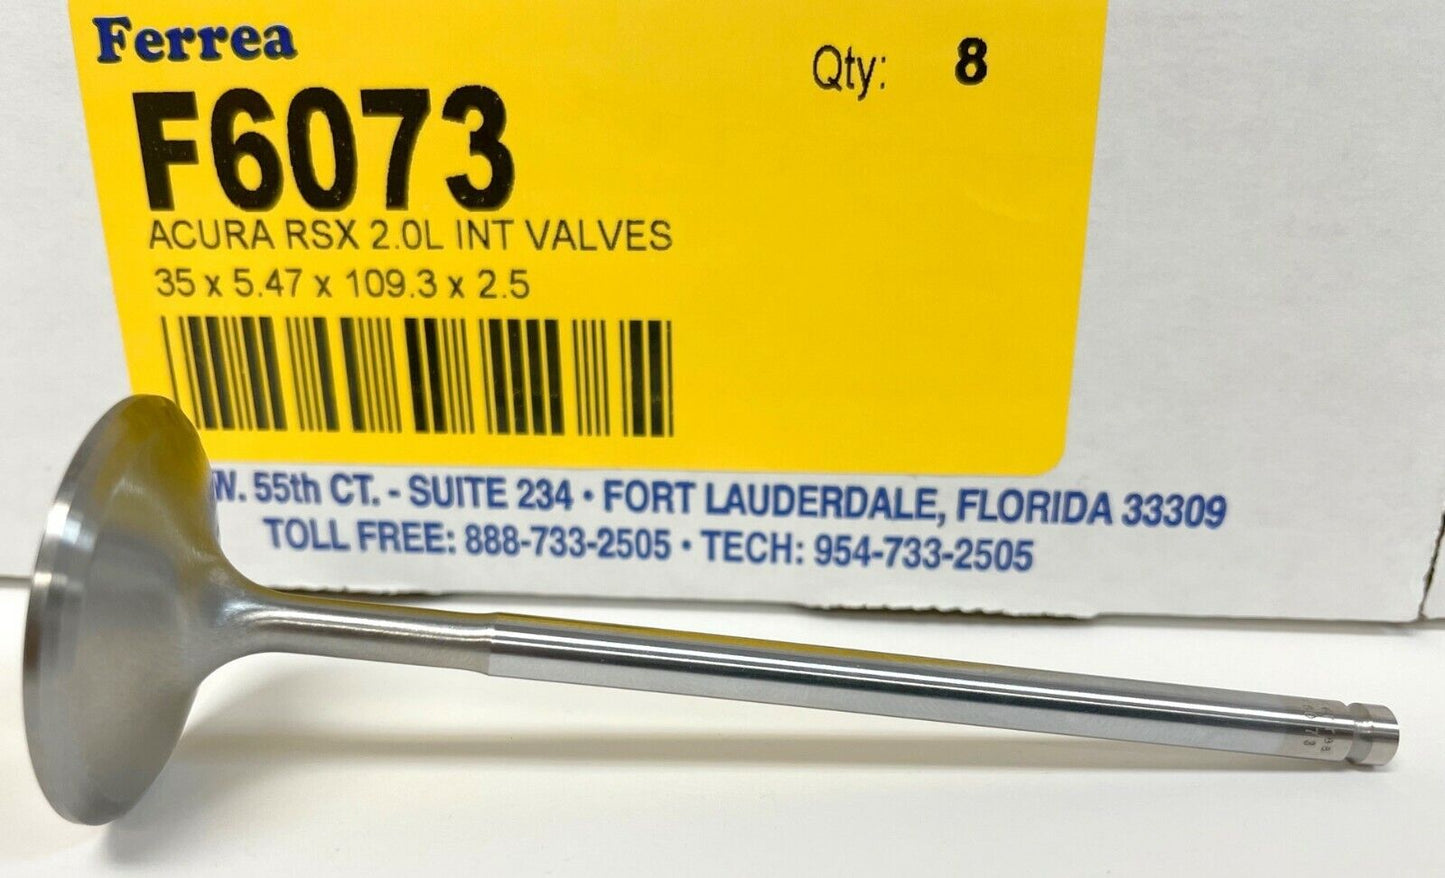 Ferrea
Qty: 8
F6073
ACURA RSX 2.0L INT VALVES
35 x 5.47 x 109.3 x 2.5
55th CT. - SUITE 234 • FORT LAUDERDALE, FLORIDA 33309
TOLL FREE: 888-733-2505 • TECH: 954-733-2505